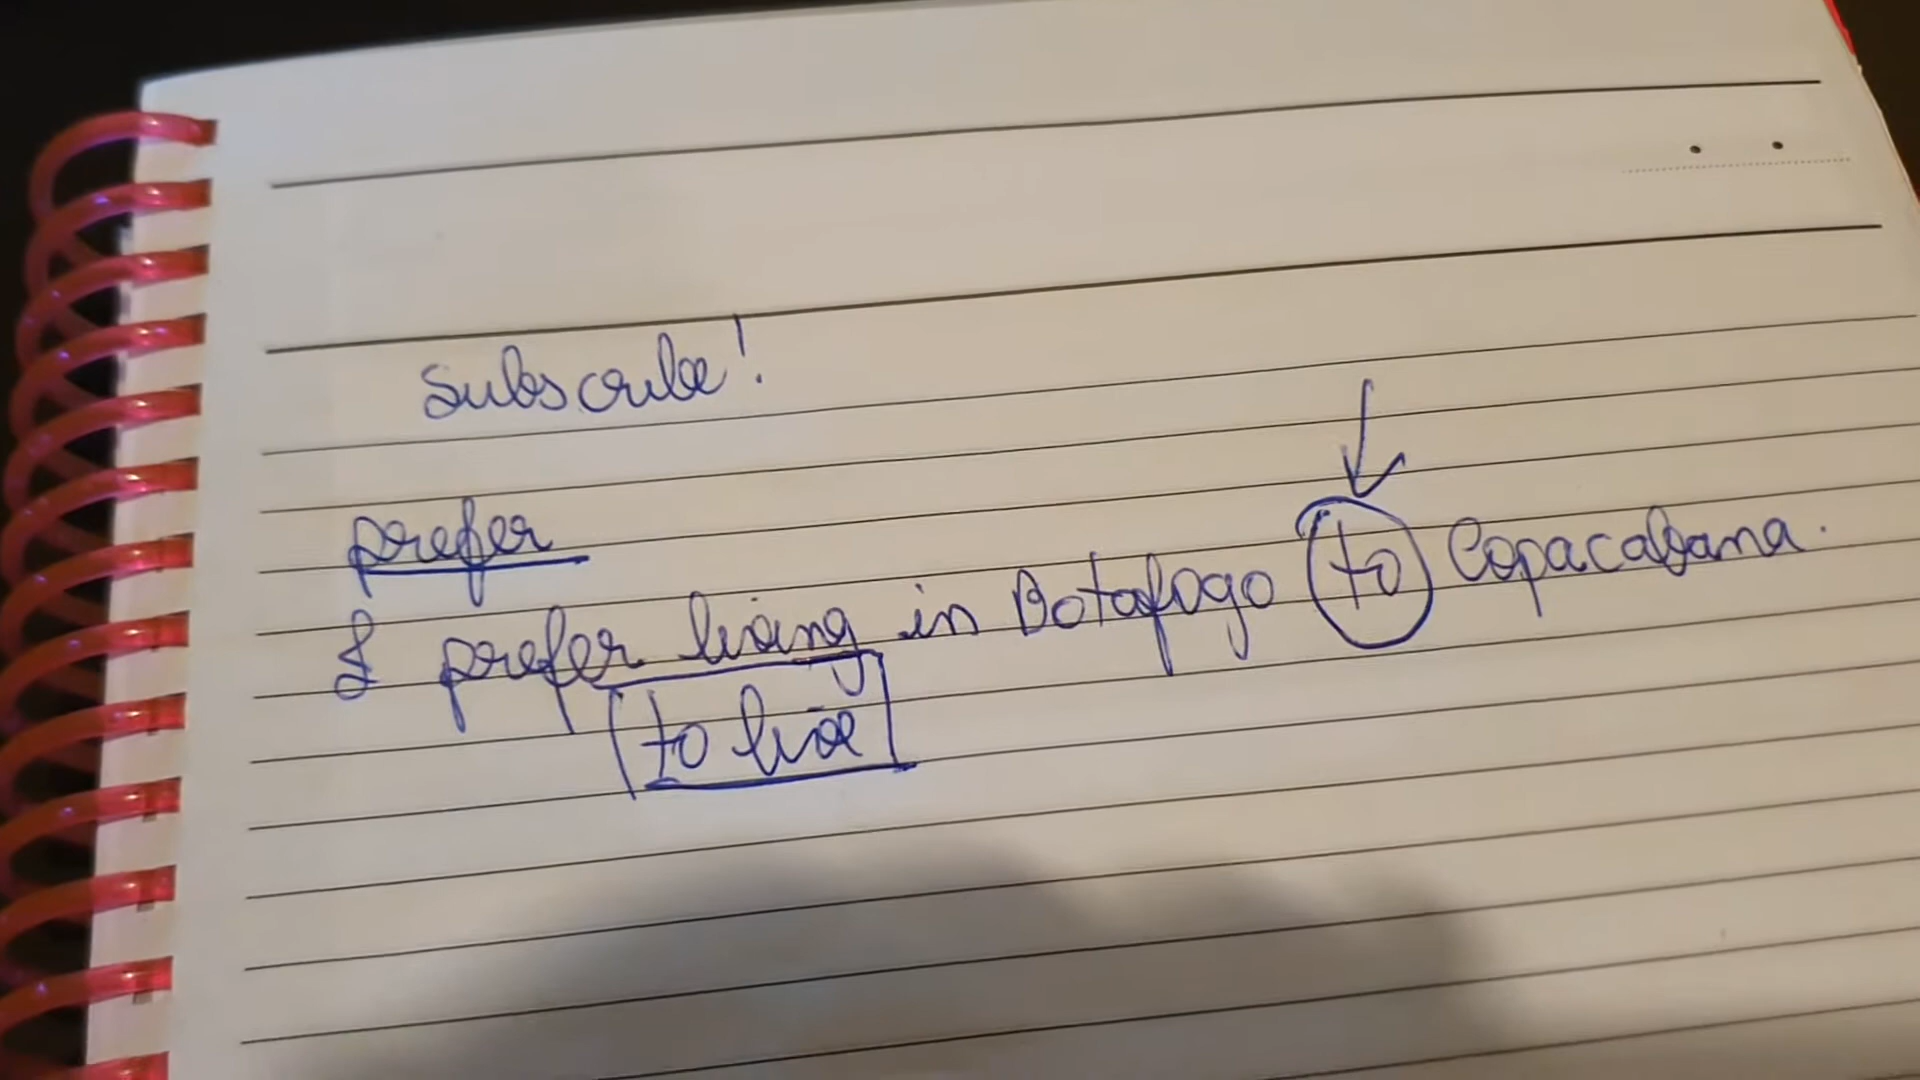 Subscribe!
prefer
I prefer living in Botafogo to Copacabana.
to live